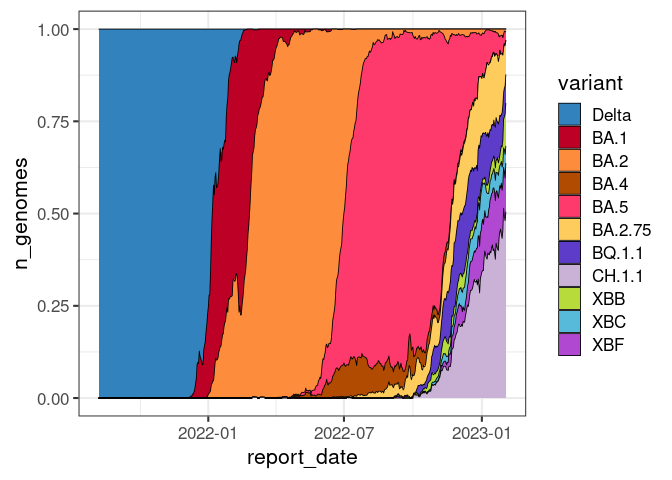 n_genomes
1.00
0.75
0.50
0.25
0.00
2022-01
2022-07
2023-01
report_date
variant
Delta
BA.1
BA.2
BA.4
BA.5
BA.2.75
BQ.1.1
CH.1.1
XBB
XBC
XBF